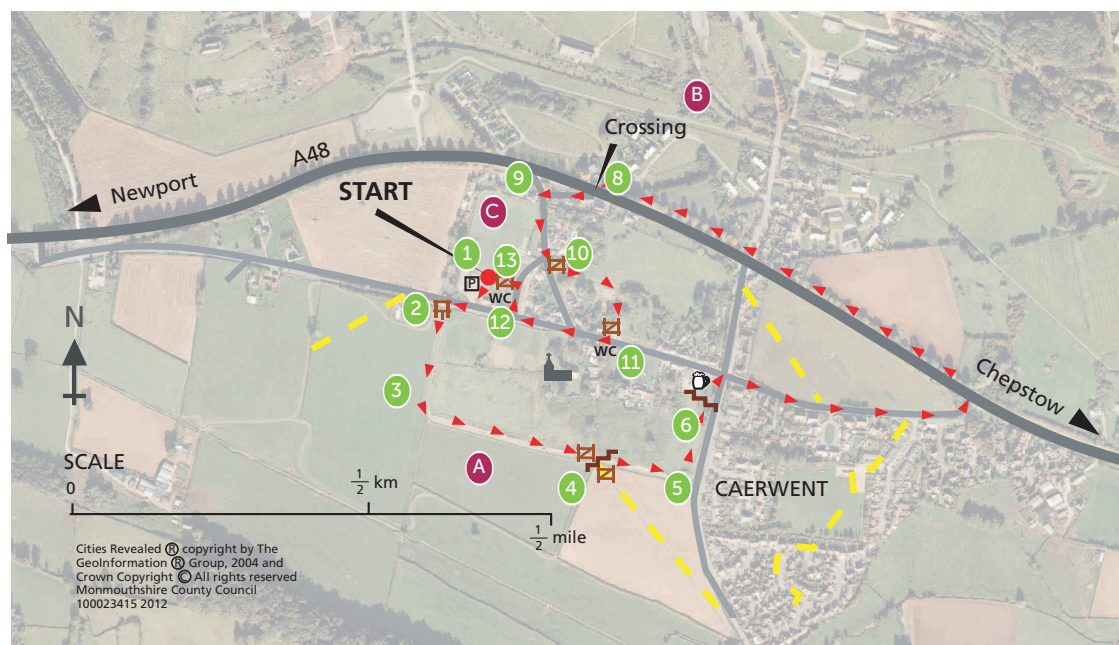 B
Crossing
A48
Newport
START
9
8
C
1
13
10
P
WC
2
12
N
WC
11
3
Chepstow
6
SCALE
A
0
1/2 km
4
5
CAERWENT
1/2 mile
Cities Revealed Ⓡ copyright by The
GeoInformation Ⓡ Group, 2004 and
Crown Copyright Ⓒ All rights reserved
Monmouthshire County Council
100023415 2012